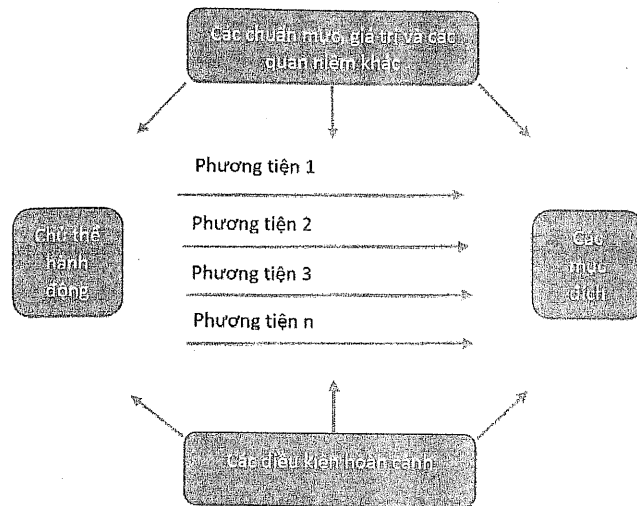 Các chuẩn mực, giá trị và các
quan niệm khác
Phương tiện 1
Phương tiện 2
Phương tiện 3
Phương tiện n
Chủ thể
hành
động
Các
mục
đích
Các điều kiện hoàn cảnh